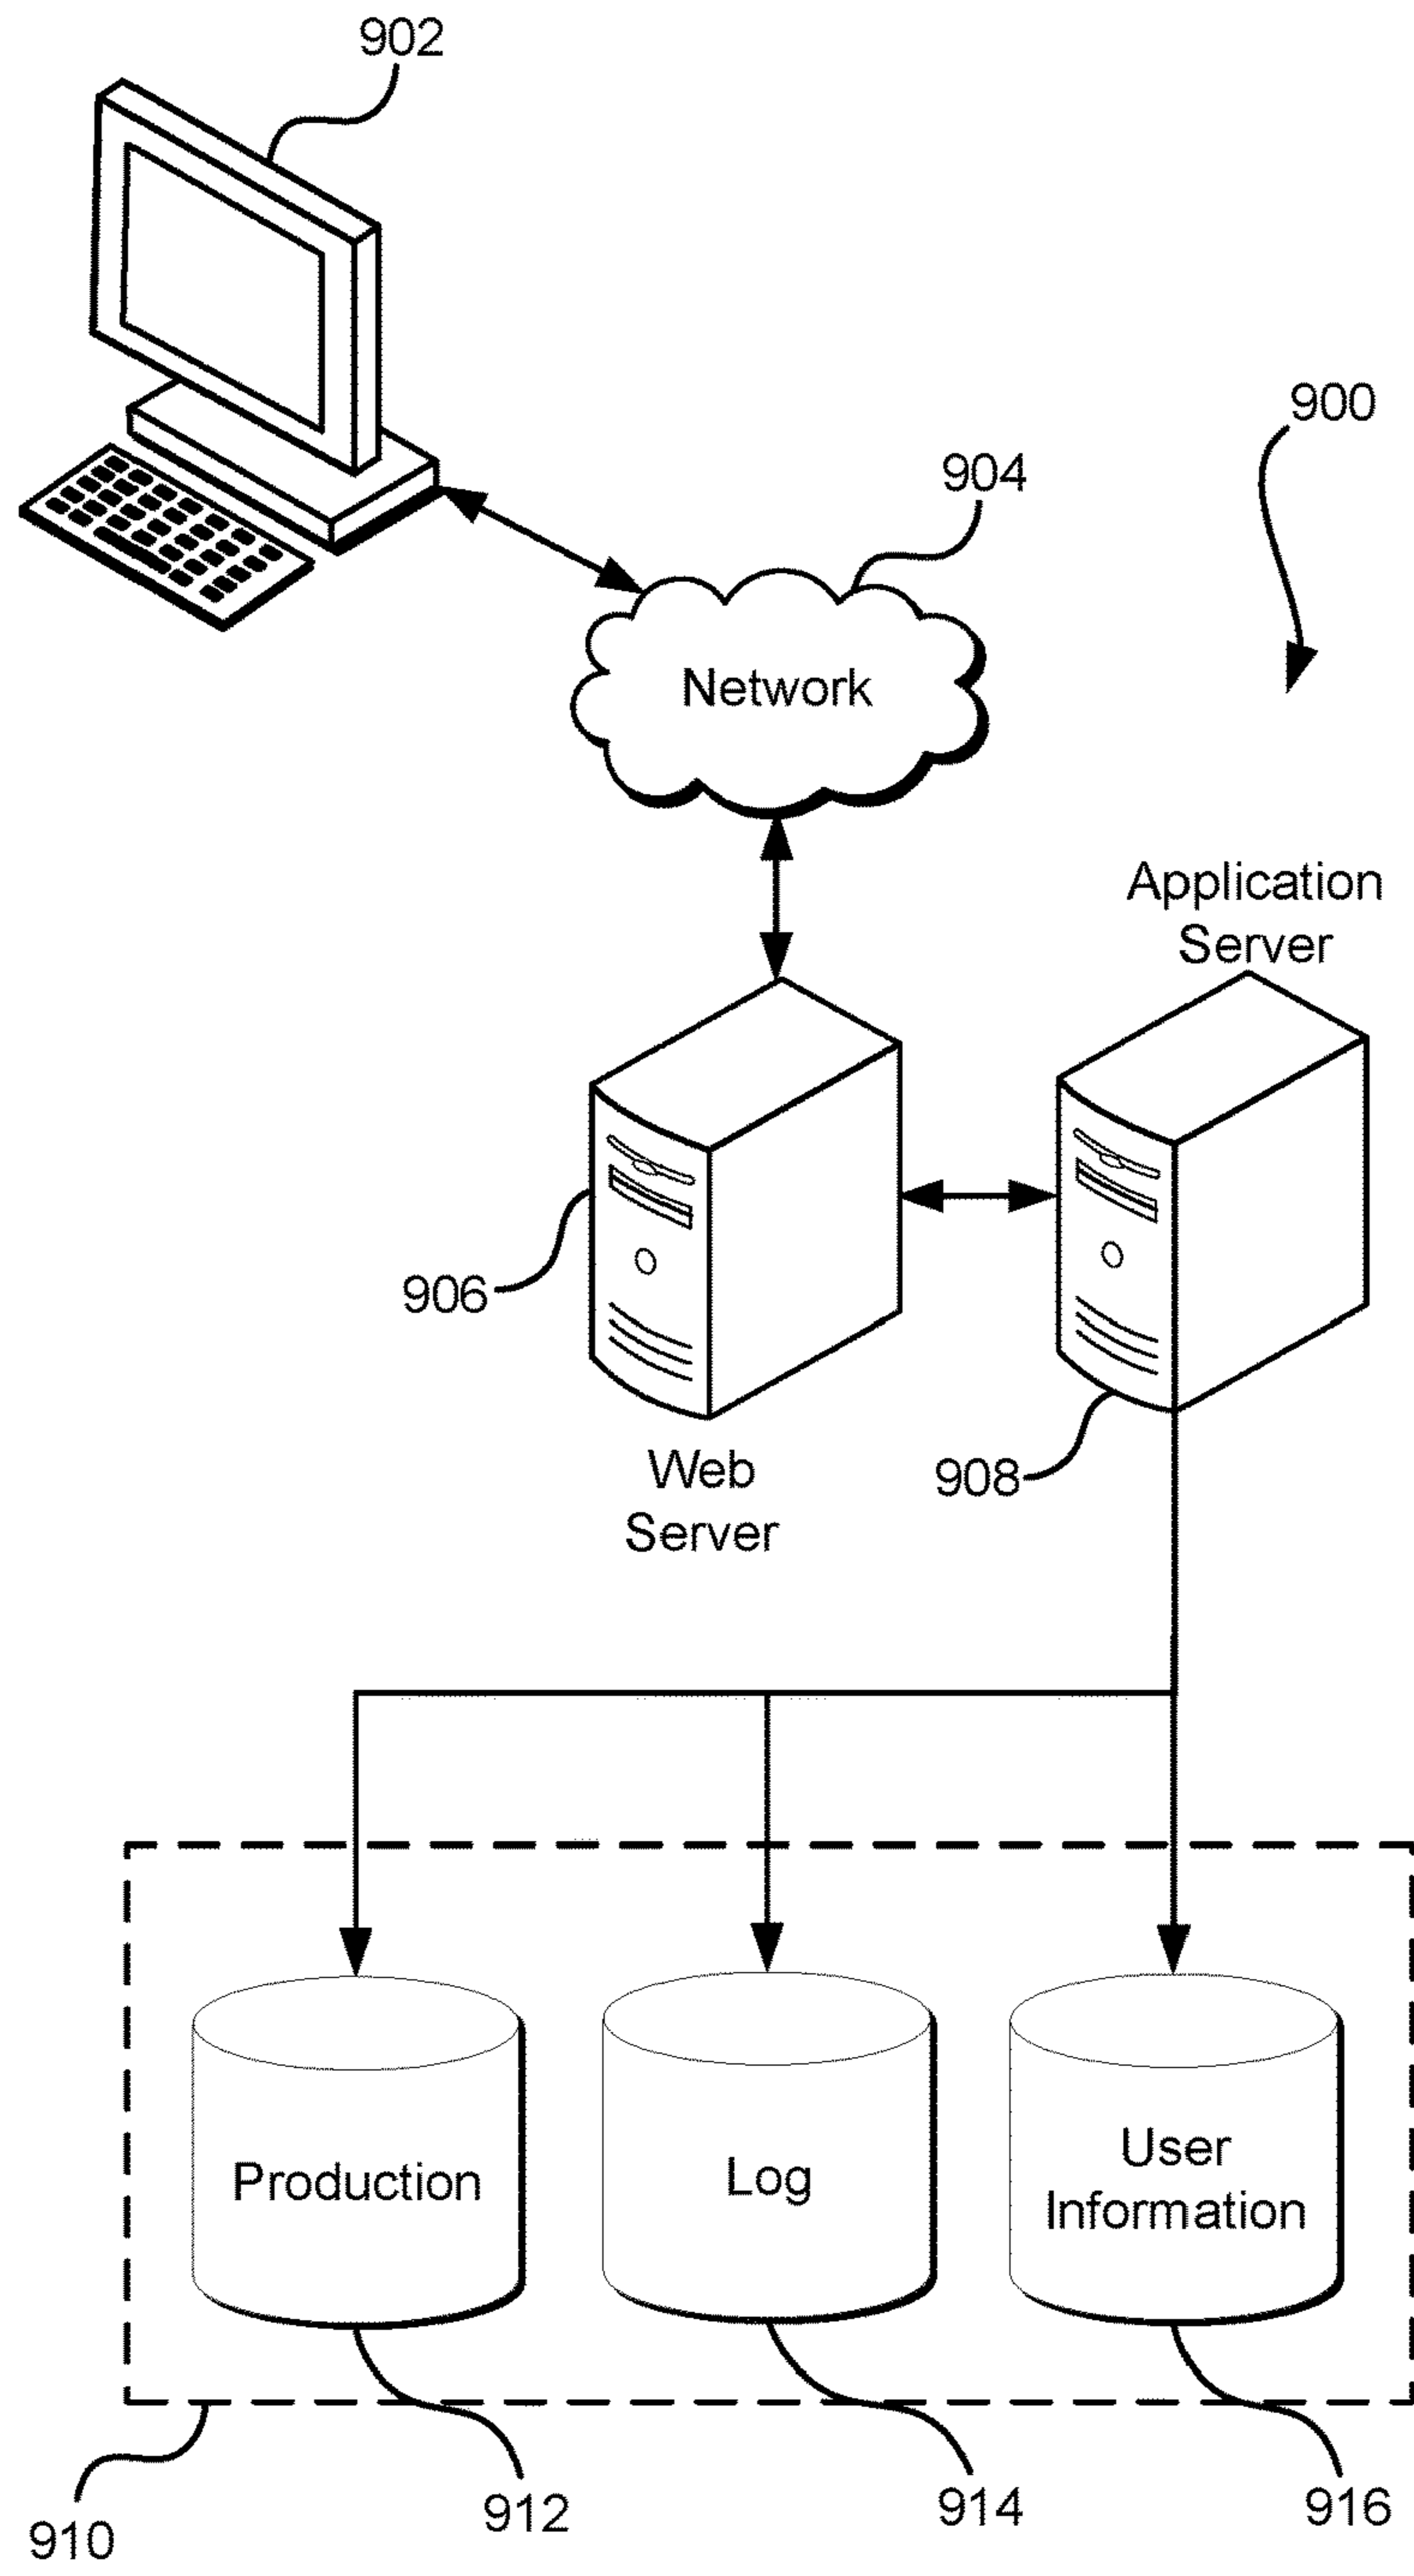 902
900
904
Network
Application
Server
906
Web
Server
908
Production
Log
User
Information
910
912
914
916